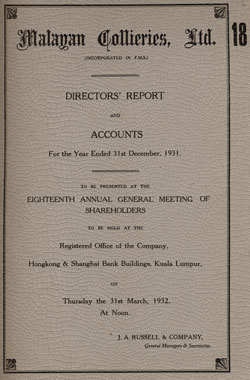 Malayan Collieries, Ltd.
18
(INCORPORATED IN F.M.S.)
DIRECTORS' REPORT
AND
ACCOUNTS
For the Year Ended 31st December, 1931.
TO BE PRESENTED AT THE
EIGHTEENTH ANNUAL GENERAL MEETING OF
SHAREHOLDERS
TO BE HELD AT THE
Registered Office of the Company,
Hongkong & Shanghai Bank Buildings, Kuala Lumpur,
ON
Thursday the 31st March, 1932.
At Noon.
J. A. RUSSELL & COMPANY,
General Managers & Secretaries.